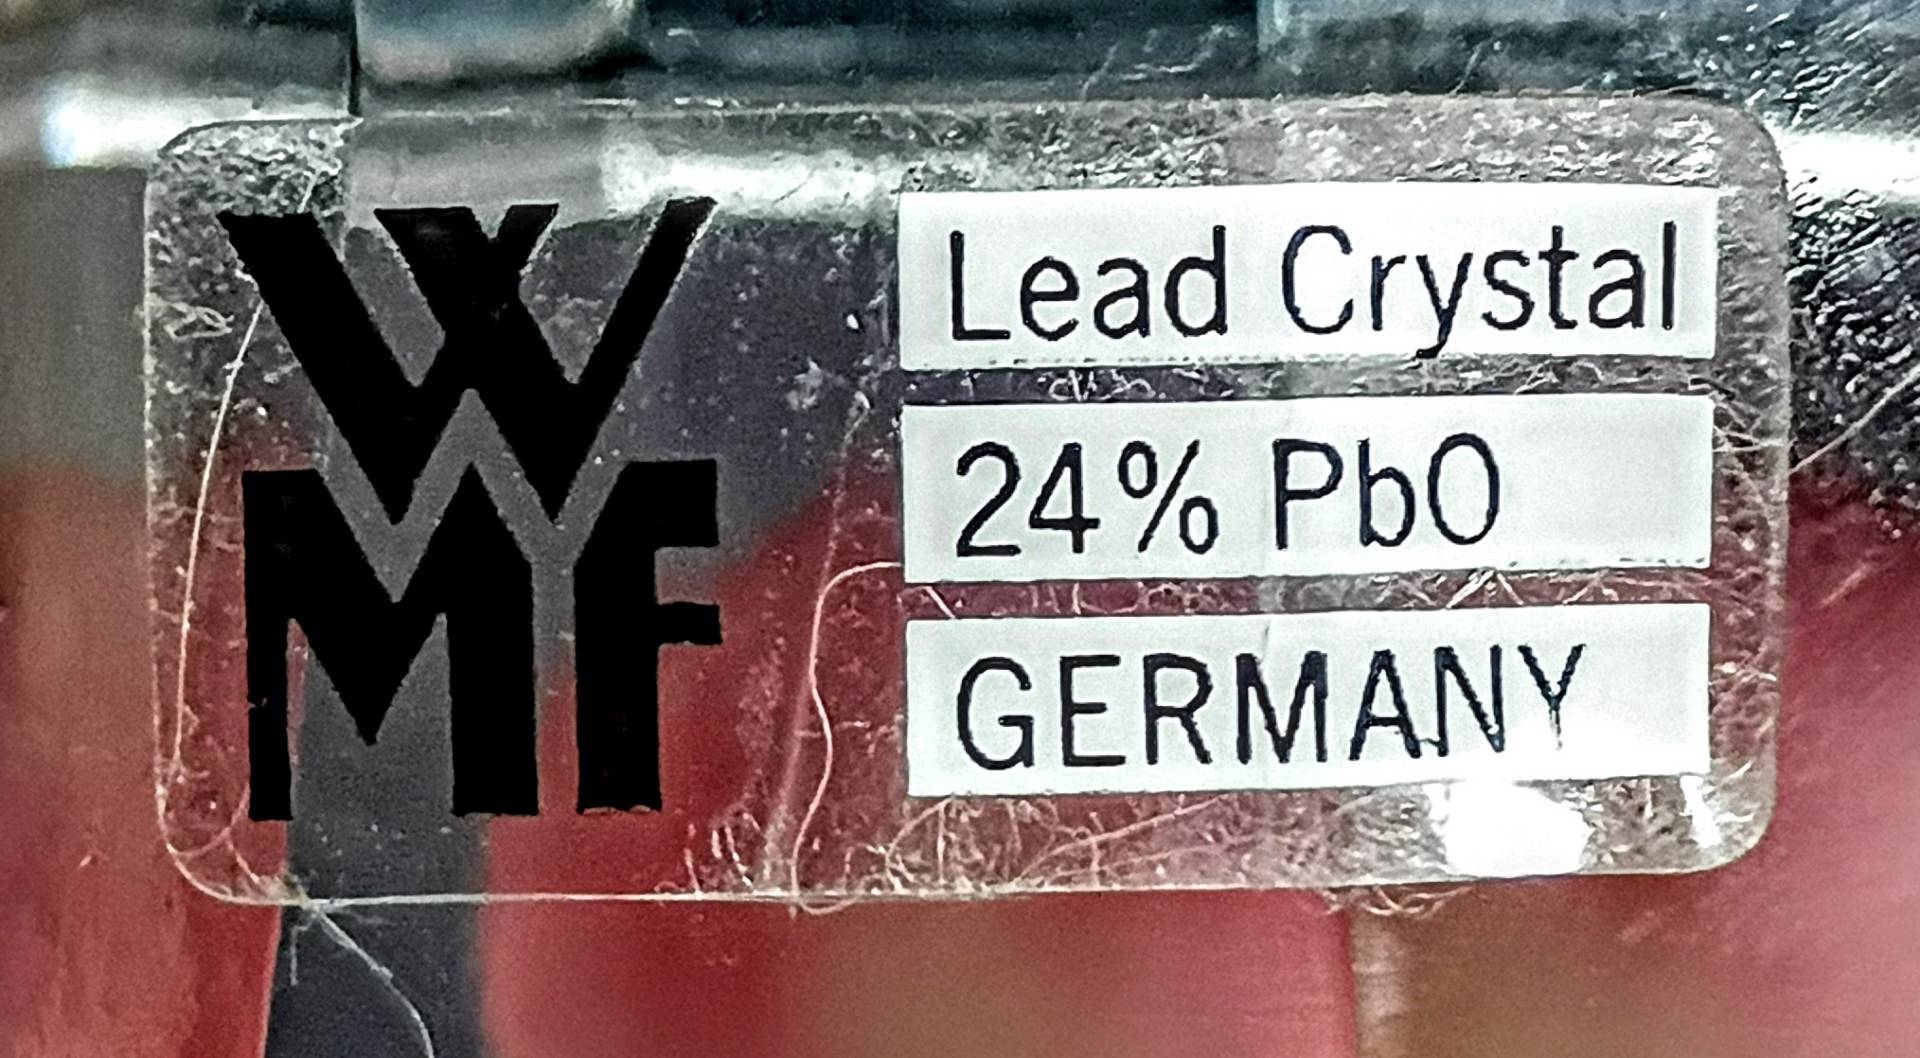 WMF
Lead Crystal
24% PbO
GERMANY